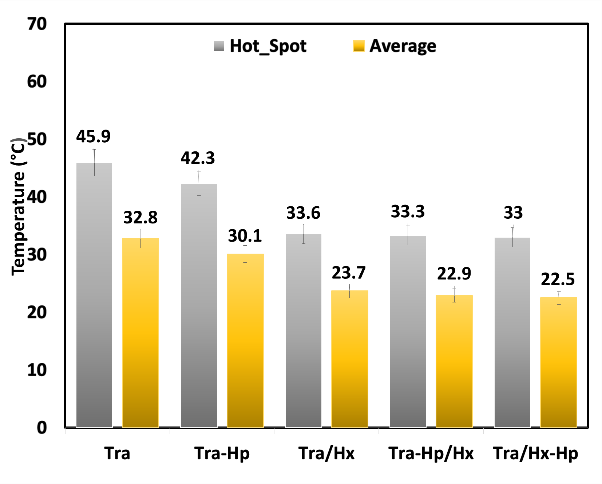 70
60
50
40
30
20
10
0
Temperature (°C)
Hot_Spot
Average
45.9
32.8
42.3
30.1
33.6
23.7
33.3
22.9
33
22.5
Tra
Tra-Hp
Tra/Hx
Tra-Hp/Hx
Tra/Hx-Hp